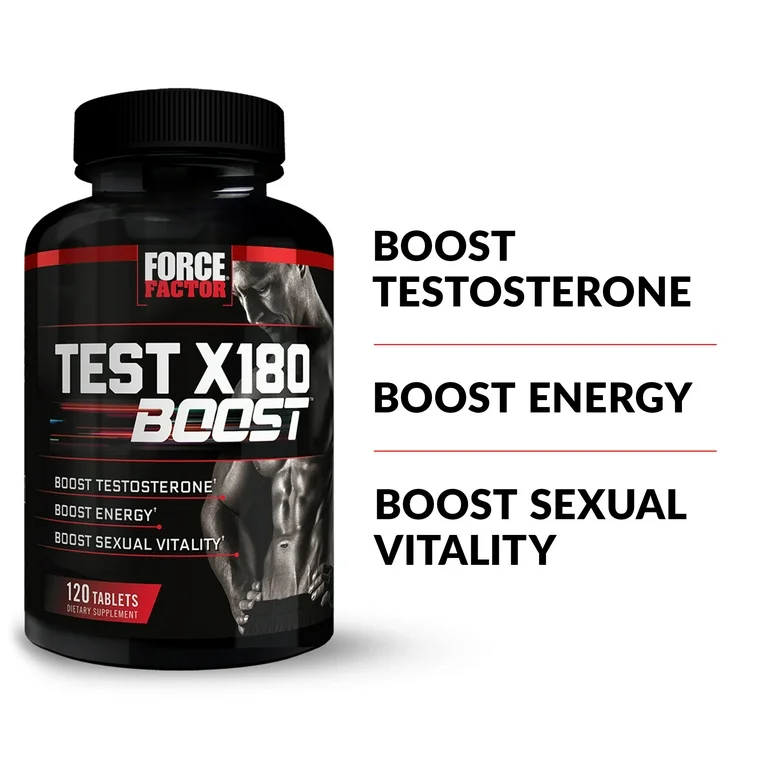 FORCE
FACTOR
TEST X180
BOOST™
BOOST TESTOSTERONE†
BOOST ENERGY†
BOOST SEXUAL VITALITY†
120 TABLETS
DIETARY SUPPLEMENT
BOOST
TESTOSTERONE
BOOST ENERGY
BOOST SEXUAL
VITALITY